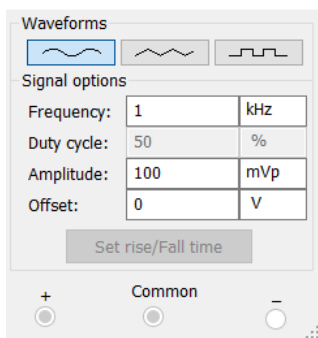 Waveforms
Signal options
Frequency: 1 kHz
Duty cycle: 50 %
Amplitude: 100 mVp
Offset: 0 V
Set rise/Fall time
+ Common −